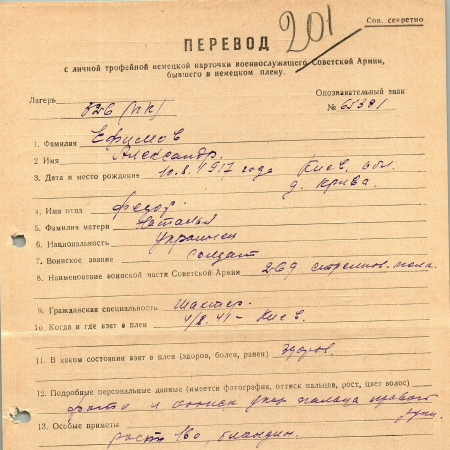 201
Сов. секретно
ПЕРЕВОД
с личной трофейной немецкой карточки военнослужащего Советской Армии,
бывшего в немецком плену.
Лагерь 326 (VI K)
Опознавательный знак
№ 65381
1. Фамилия Ефимов
2 Имя Александр.
3. Дата и место рождения 10.8.1917 года Киев. обл.
д. Крива.
4. Имя отца Федор.
5. Фамилия матери Наталья
6. Национальность Украинец
7. Воинское звание солдат
8. Наименование воинской части Советской Армии 269 стрелков. полк.
9. Гражданская специальность Шахтер.
10. Когда и где взят в плен 4/8.41 - Киев.
11. В каком состоянии взят в плен (здоров, болен, ранен) здоров.
12. Подробные персональные данные (имеется фотография, оттиск пальцев, рост, цвет волос)
фото и оттиск указ пальца правой
руки.
13. Особые приметы рост 160, блондин.